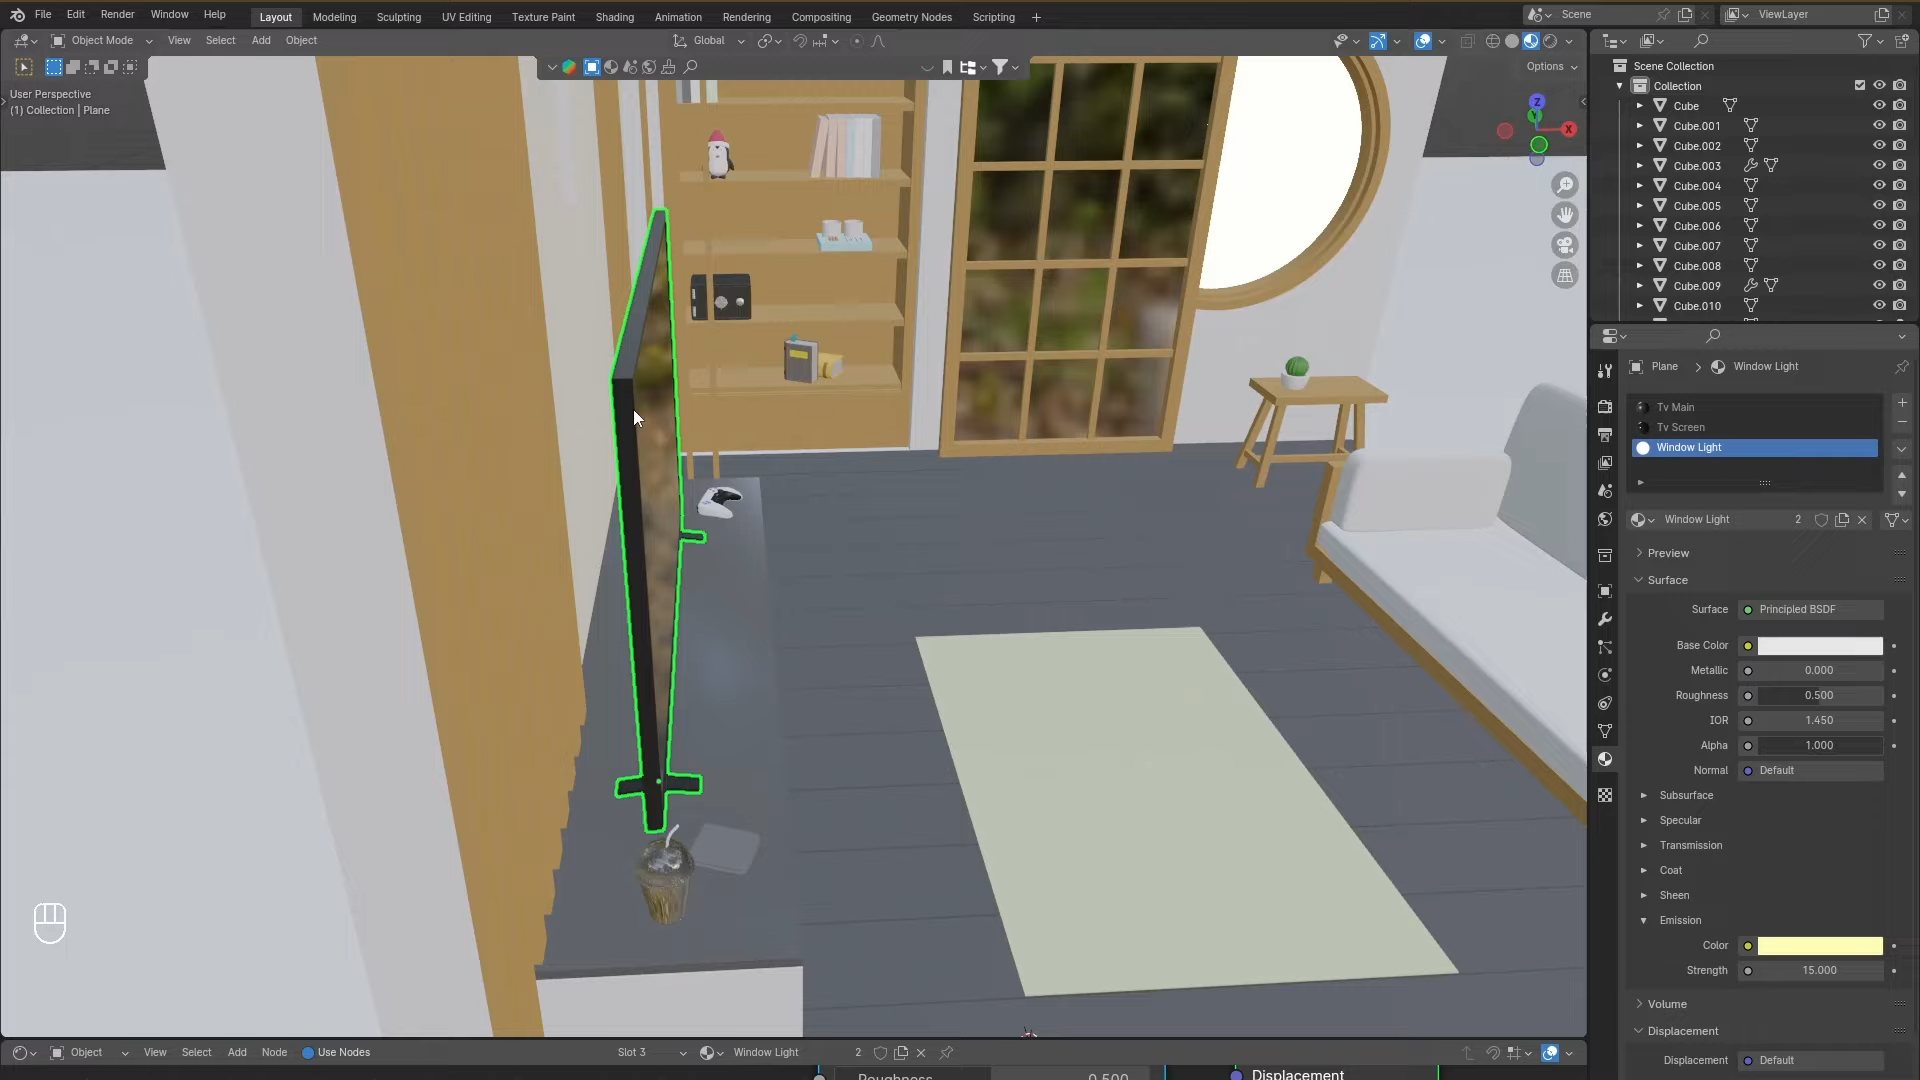 File Edit Render Window Help
Layout Modeling Sculpting UV Editing Texture Paint Shading Animation Rendering Compositing Geometry Nodes Scripting +
Scene
ViewLayer
Object Mode View Select Add Object
Global
Options
User Perspective
(1) Collection | Plane
Z
Y
X
Scene Collection
Collection
Cube
Cube.001
Cube.002
Cube.003
Cube.004
Cube.005
Cube.006
Cube.007
Cube.008
Cube.009
Cube.010
Plane > Window Light
Tv Main
Tv Screen
Window Light
Window Light 2
Preview
Surface
Surface Principled BSDF
Base Color
Metallic 0.000
Roughness 0.500
IOR 1.450
Alpha 1.000
Normal Default
Subsurface
Specular
Transmission
Coat
Sheen
Emission
Color
Strength 15.000
Volume
Displacement
Displacement Default
Object View Select Add Node Use Nodes Slot 3 Window Light 2
Roughness 0.500
Displacement